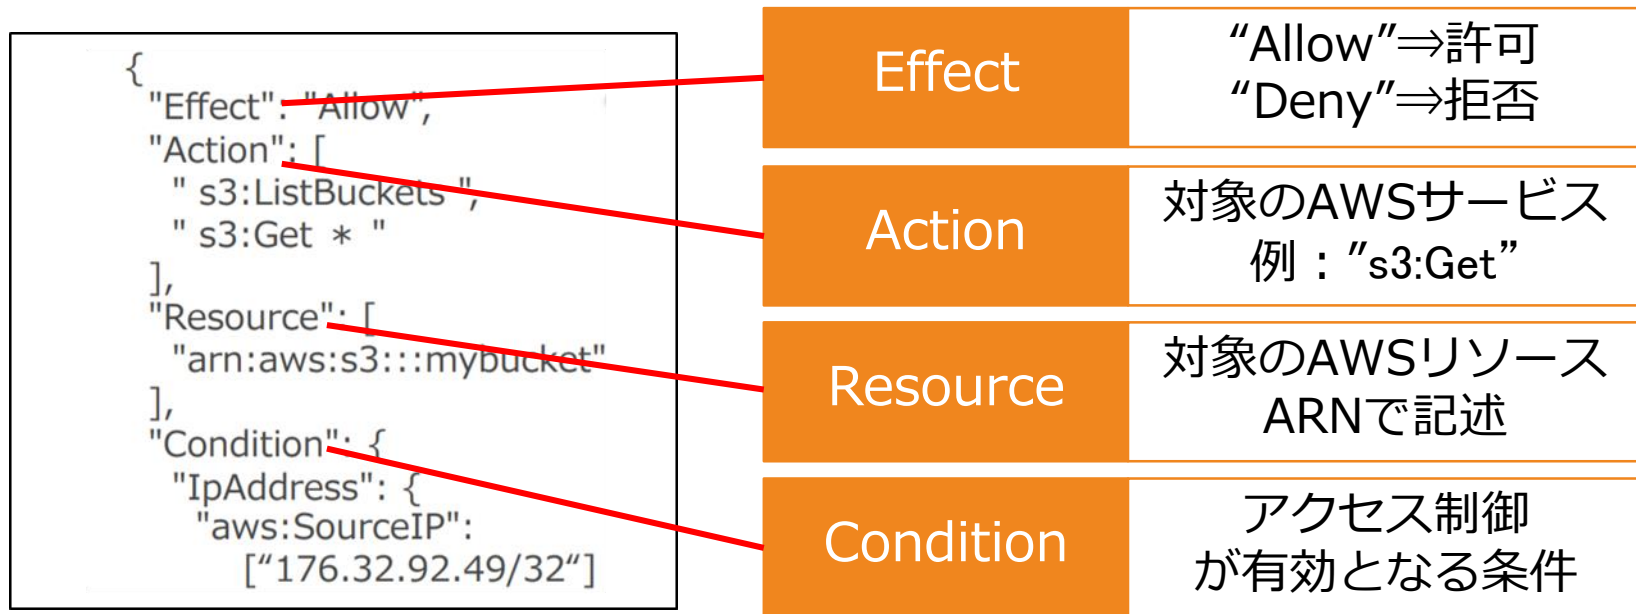 {
"Effect": "Allow",
"Action": [
" s3:ListBuckets ",
" s3:Get * "
],
"Resource": [
"arn:aws:s3:::mybucket"
],
"Condition": {
"IpAddress": {
"aws:SourceIP":
["176.32.92.49/32"]
Effect
“Allow”⇒許可
“Deny”⇒拒否
Action
対象のAWSサービス
例:”s3:Get”
Resource
対象のAWSリソース
ARNで記述
Condition
アクセス制御
が有効となる条件